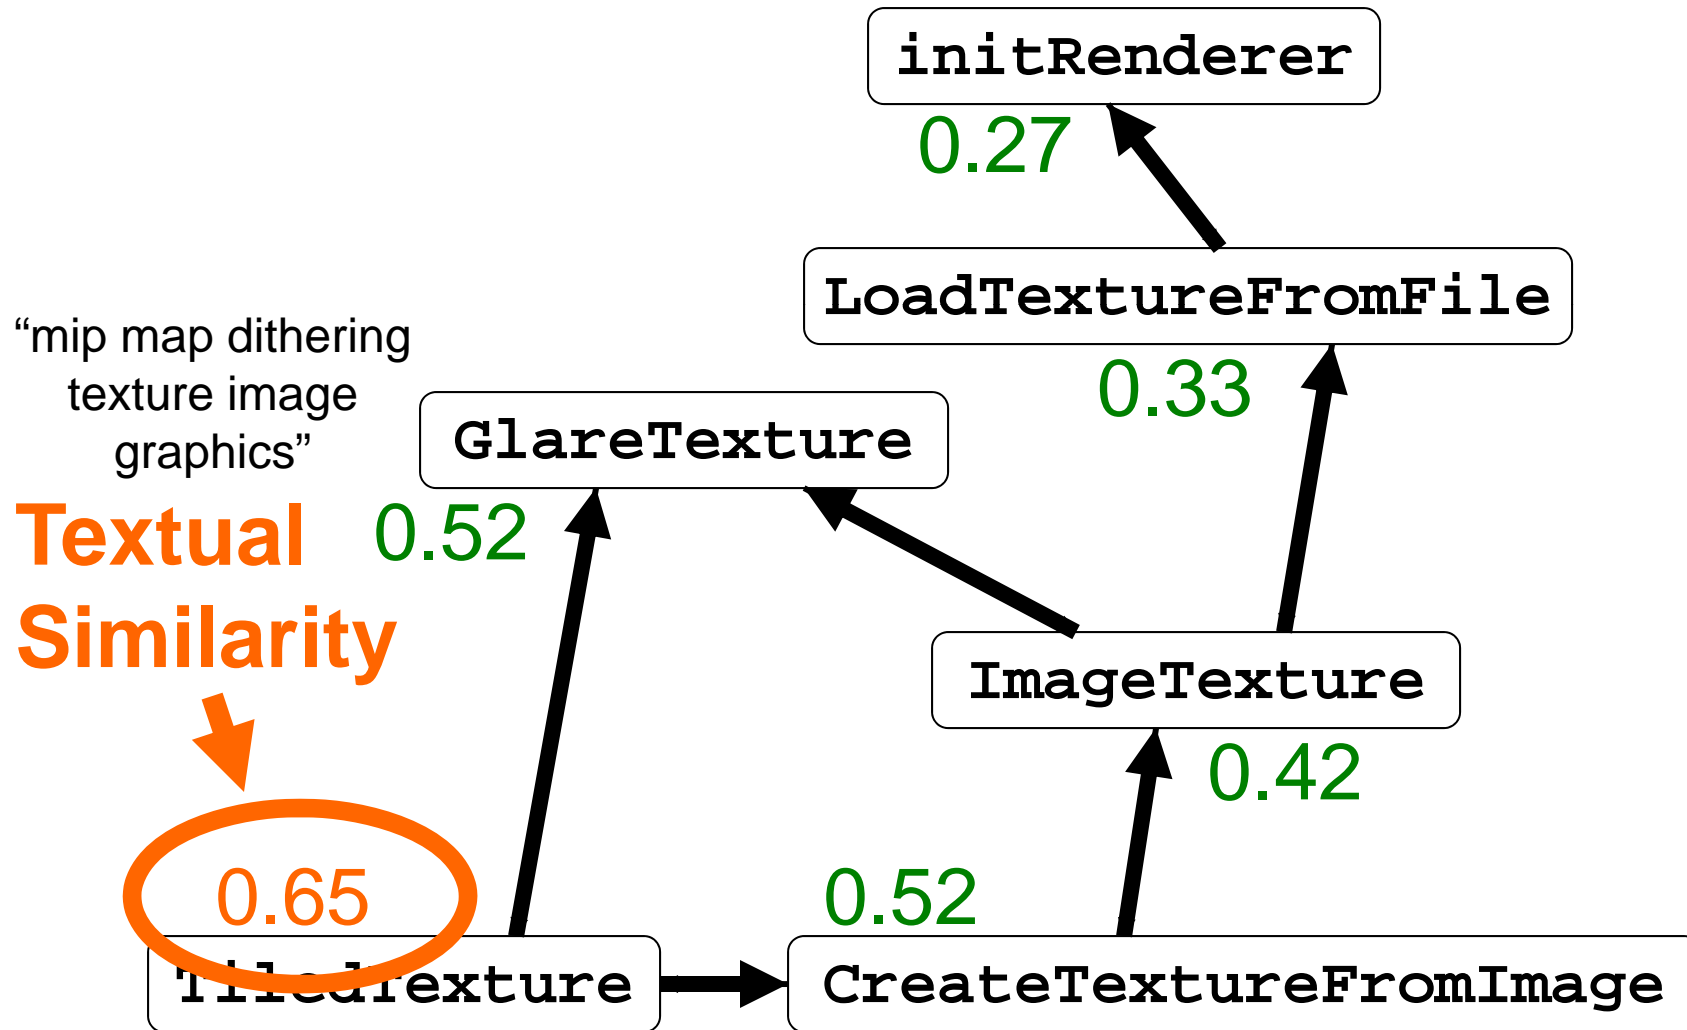 initRenderer
0.27
LoadTextureFromFile
0.33
“mip map dithering
texture image
graphics”
GlareTexture
0.52
Textual
Similarity
ImageTexture
0.42
0.65
0.52
TiledTexture
CreateTextureFromImage